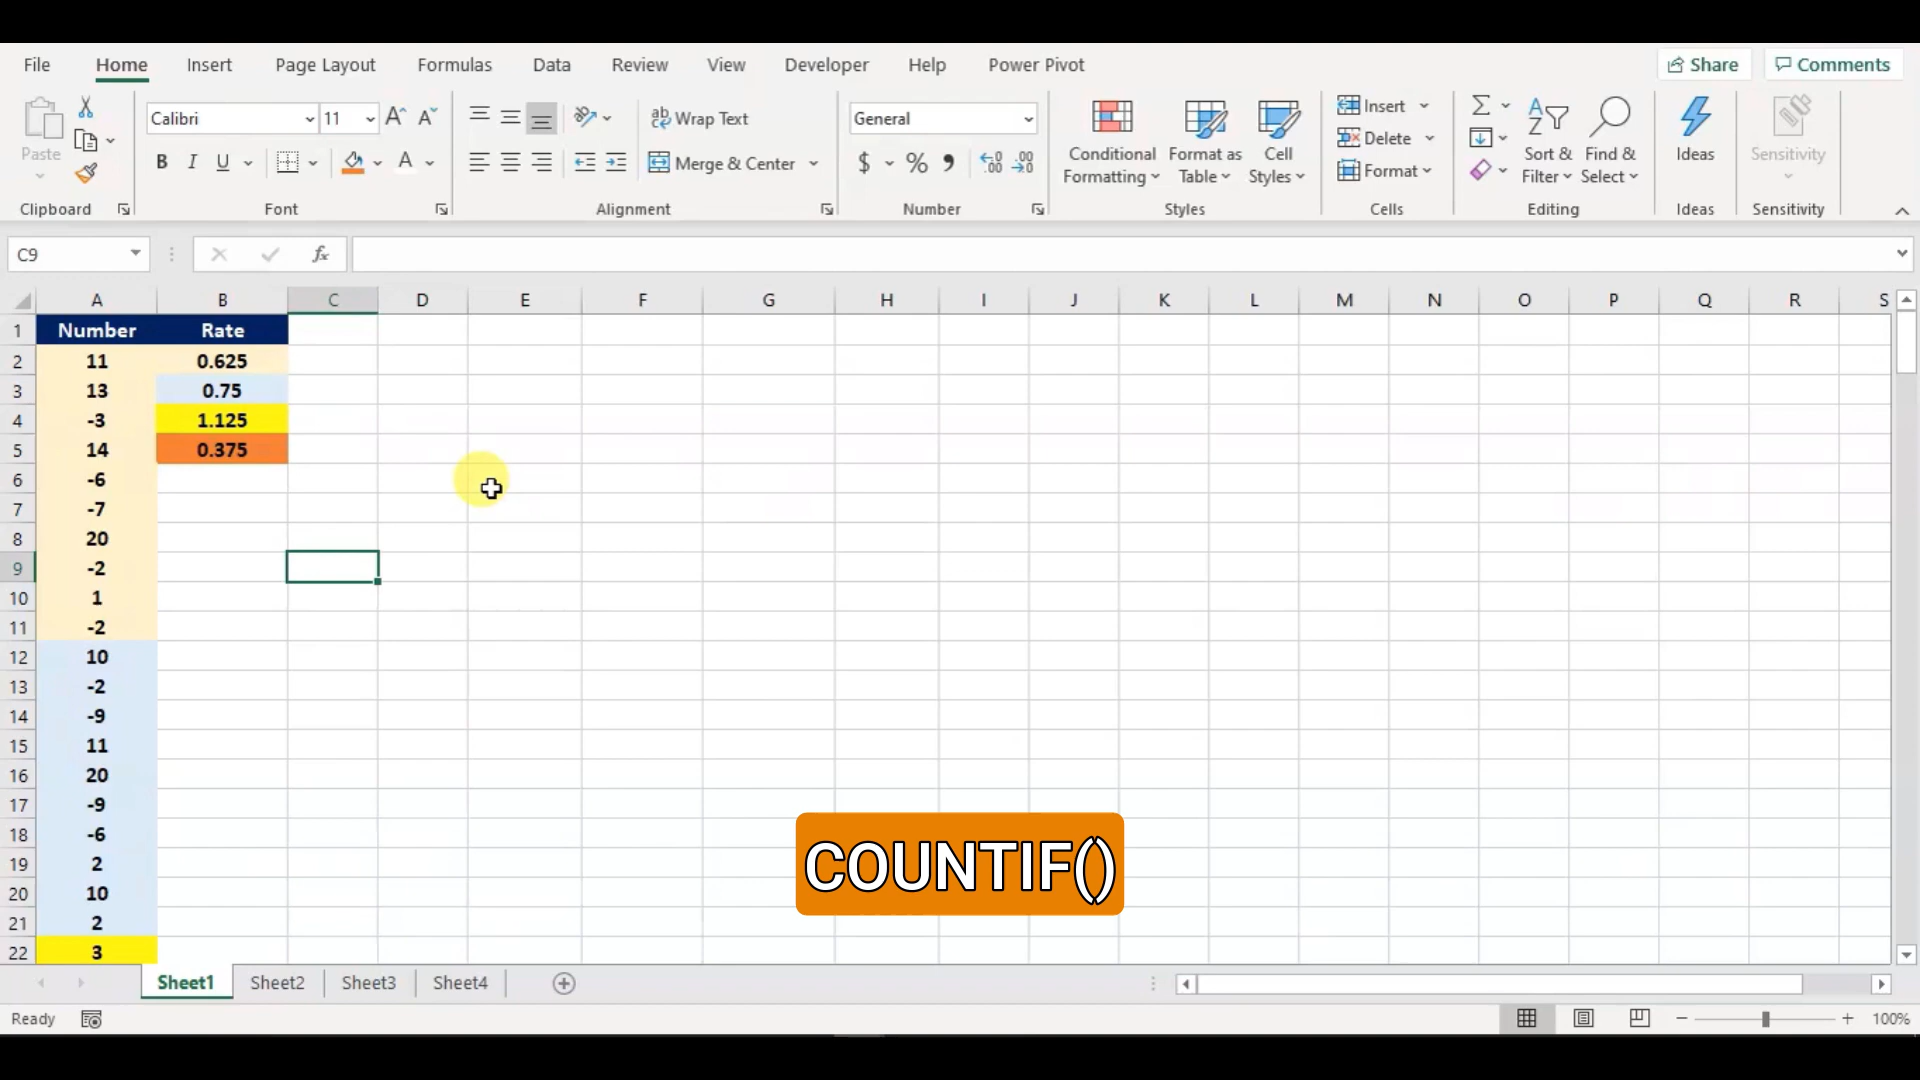 File Home Insert Page Layout Formulas Data Review View Developer Help Power Pivot Share Comments
Paste
Calibri 11
Wrap Text
General
Insert
Delete
Format
B I U
Merge & Center
$ %
Conditional Formatting
Format as Table
Cell Styles
Sort & Filter
Find & Select
Ideas
Sensitivity
Clipboard Font Alignment Number Styles Cells Editing Ideas Sensitivity
C9 fx
A B C D E F G H I J K L M N O P Q R S
1 Number Rate
2 11 0.625
3 13 0.75
4 -3 1.125
5 14 0.375
6 -6
7 -7
8 20
9 -2
10 1
11 -2
12 10
13 -2
14 -9
15 11
16 20
17 -9
18 -6
19 2
20 10
21 2
22 3
COUNTIF()
Sheet1 Sheet2 Sheet3 Sheet4
Ready 100%